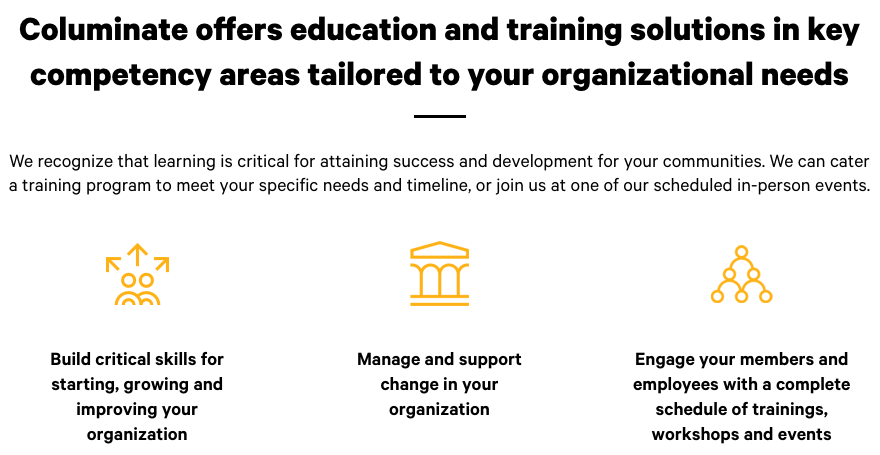 Columinate offers education and training solutions in key
competency areas tailored to your organizational needs
We recognize that learning is critical for attaining success and development for your communities. We can cater
a training program to meet your specific needs and timeline, or join us at one of our scheduled in-person events.
Build critical skills for
starting, growing and
improving your
organization
Manage and support
change in your
organization
Engage your members and
employees with a complete
schedule of trainings,
workshops and events